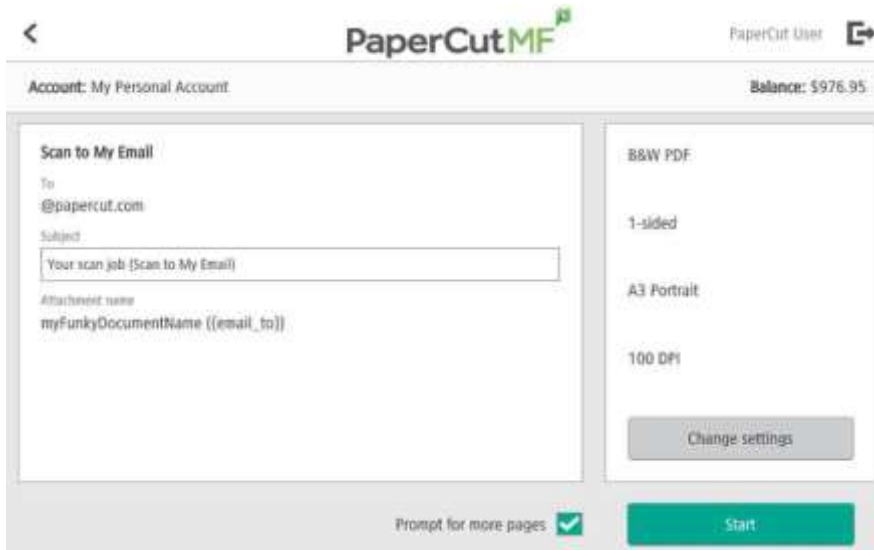 PaperCutMF
PaperCut User
Account: My Personal Account
Balance: $976.95
Scan to My Email
To
@papercut.com
Subject
Your scan job (Scan to My Email)
Attachment name
myFunkyDocumentName ({email_to})
B&W PDF
1-sided
A3 Portrait
100 DPI
Change settings
Prompt for more pages
Start